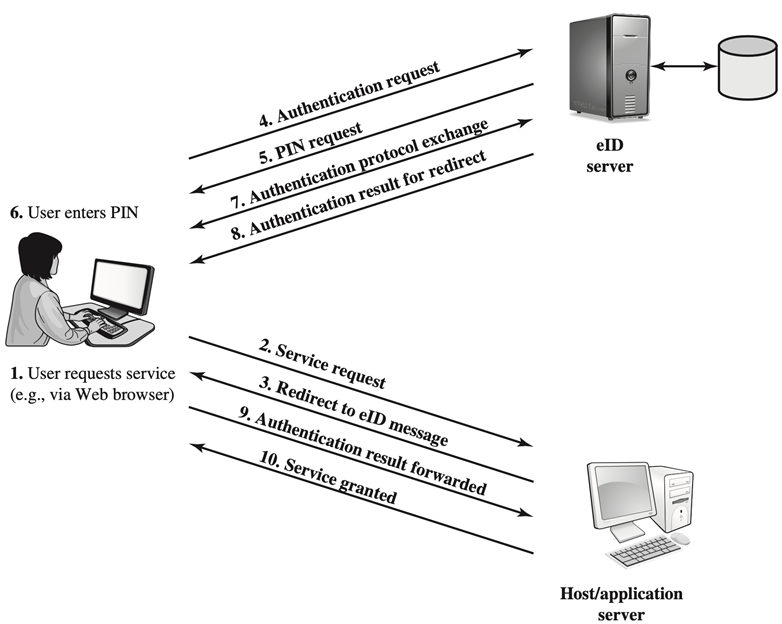 4. Authentication request
5. PIN request
7. Authentication protocol exchange
8. Authentication result for redirect
eID
server
6. User enters PIN
1. User requests service
(e.g., via Web browser)
2. Service request
3. Redirect to eID message
9. Authentication result forwarded
10. Service granted
Host/application
server